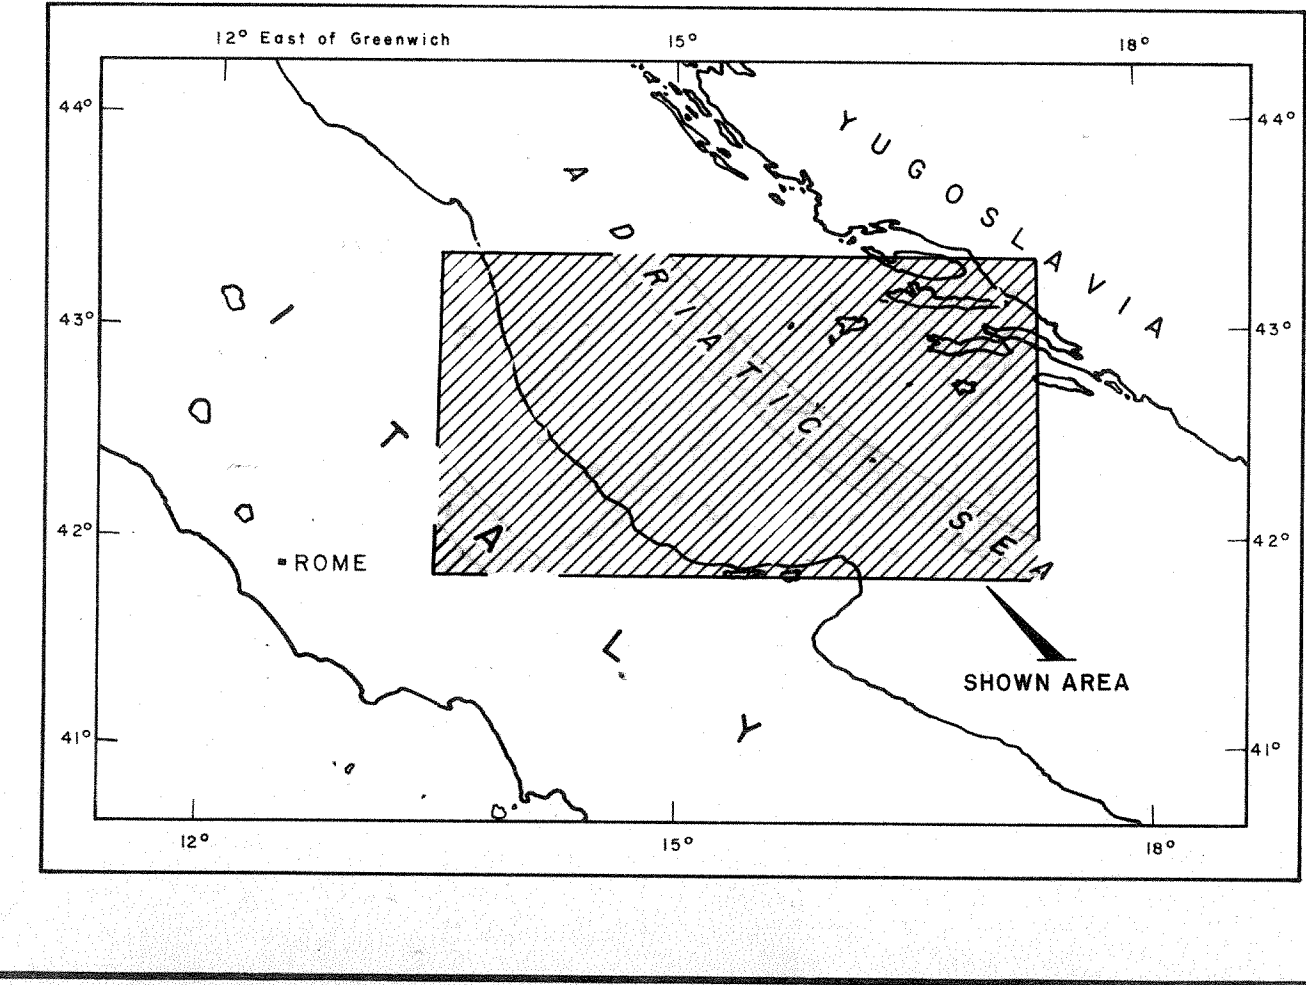 12° East of Greenwich 15° 18°
44° 44°
YUGOSLAVIA
ADRIATIC SEA
ITALY
43° 43°
42° 42°
ROME
SHOWN AREA
41° 41°
12° 15° 18°